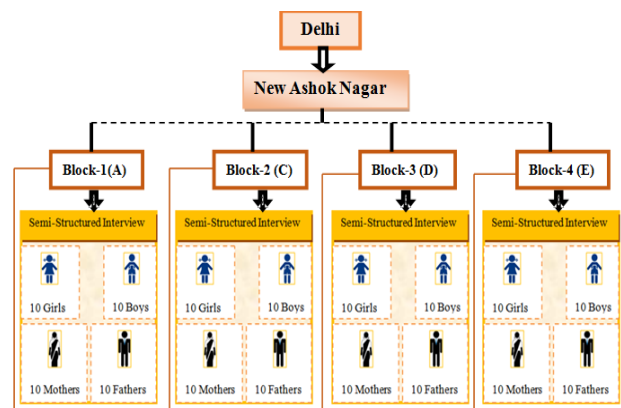 Delhi
New Ashok Nagar
Block-1(A)
Block-2 (C)
Block-3 (D)
Block-4 (E)
Semi-Structured Interview
Semi-Structured Interview
Semi-Structured Interview
Semi-Structured Interview
10 Girls
10 Boys
10 Girls
10 Boys
10 Girls
10 Boys
10 Girls
10 Boys
10 Mothers
10 Fathers
10 Mothers
10 Fathers
10 Mothers
10 Fathers
10 Mothers
10 Fathers